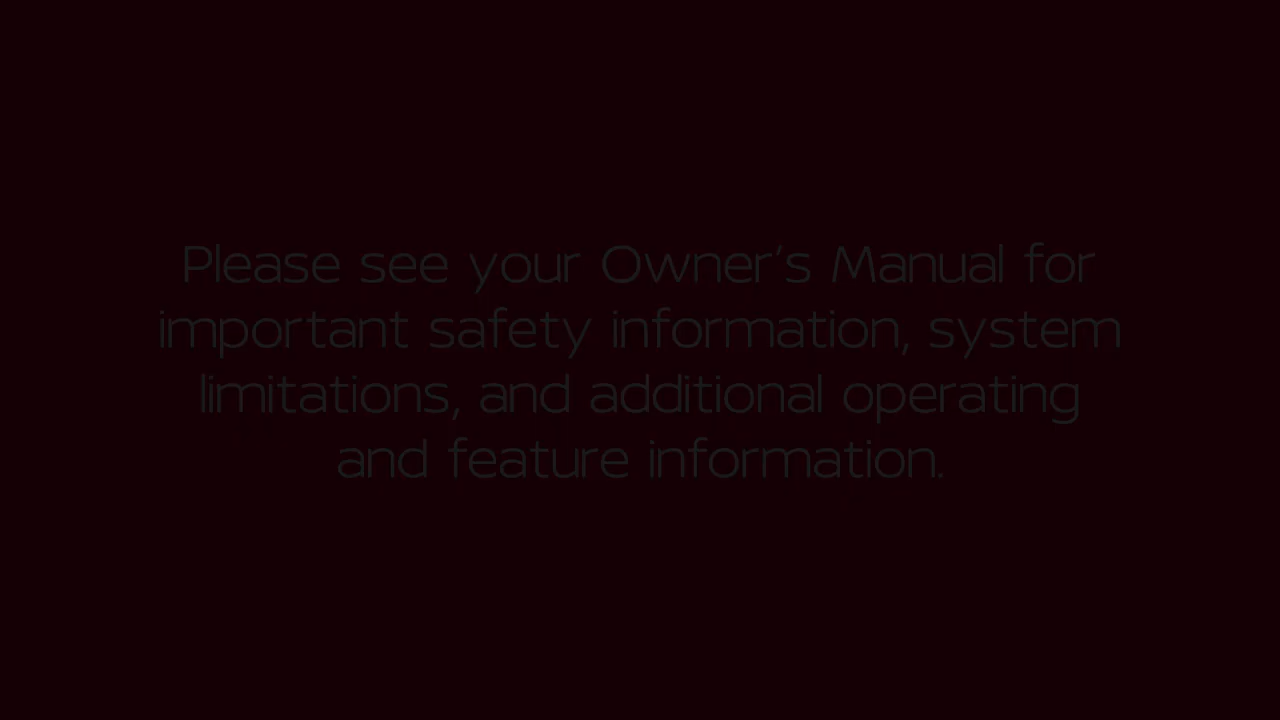 Please see your Owner's Manual for
important safety information, system
limitations, and additional operating
and feature information.